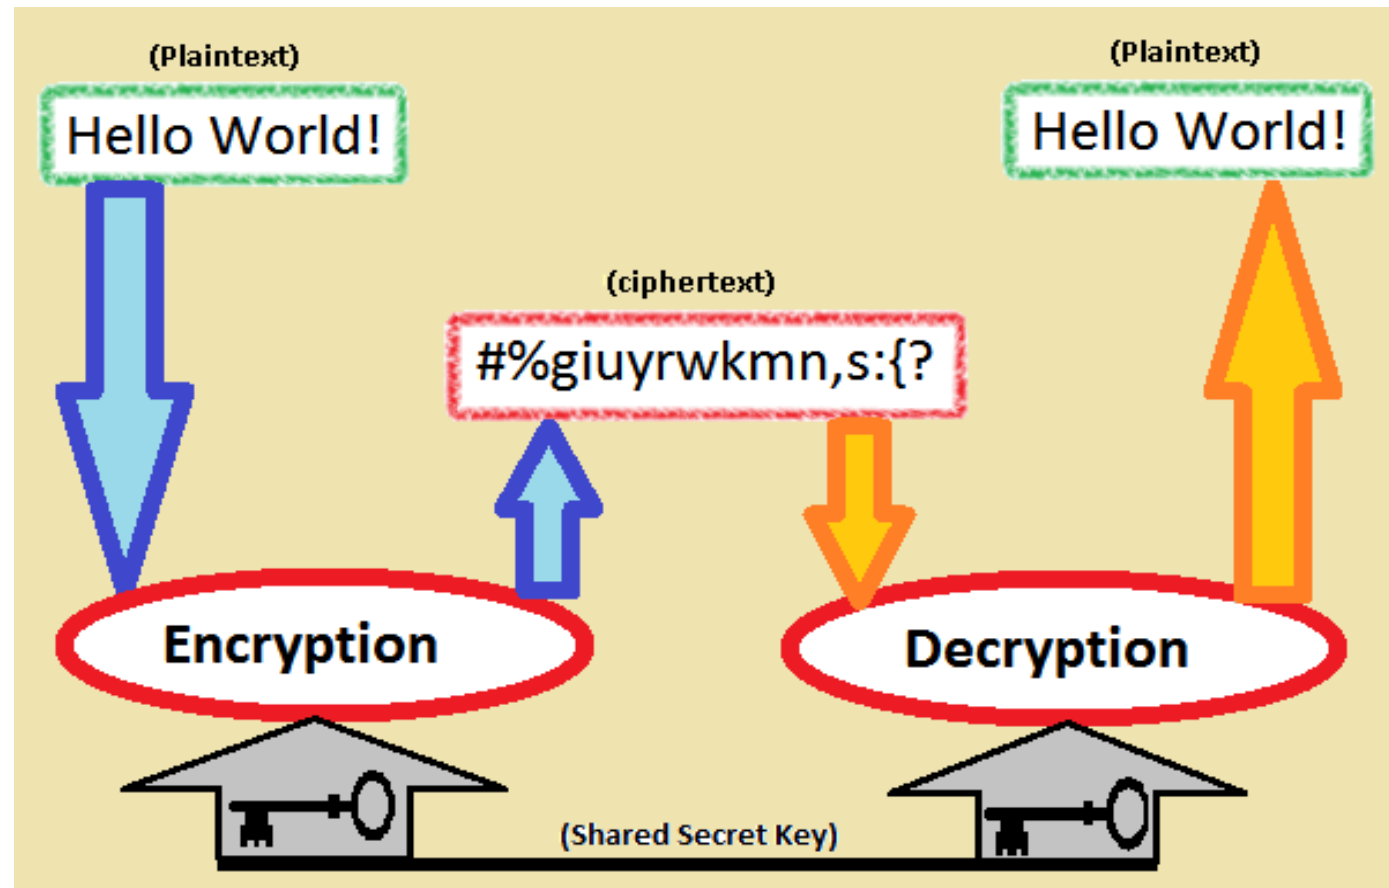 (Plaintext)
Hello World!
(Plaintext)
Hello World!
(ciphertext)
#%giuyrwkmn,s:{?
Encryption
Decryption
(Shared Secret Key)